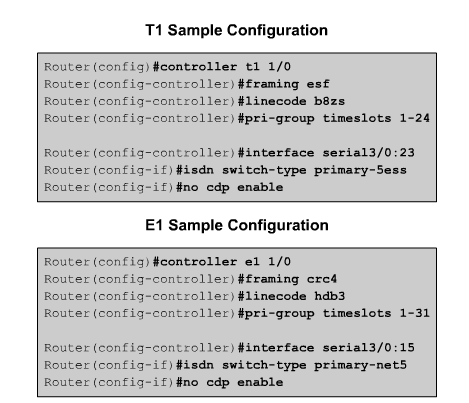 T1 Sample Configuration
Router(config)#controller t1 1/0
Router(config-controller)#framing esf
Router(config-controller)#linecode b8zs
Router(config-controller)#pri-group timeslots 1-24
Router(config-controller)#interface serial3/0:23
Router(config-if)#isdn switch-type primary-5ess
Router(config-if)#no cdp enable
E1 Sample Configuration
Router(config)#controller e1 1/0
Router(config-controller)#framing crc4
Router(config-controller)#linecode hdb3
Router(config-controller)#pri-group timeslots 1-31
Router(config-controller)#interface serial3/0:15
Router(config-if)#isdn switch-type primary-net5
Router(config-if)#no cdp enable